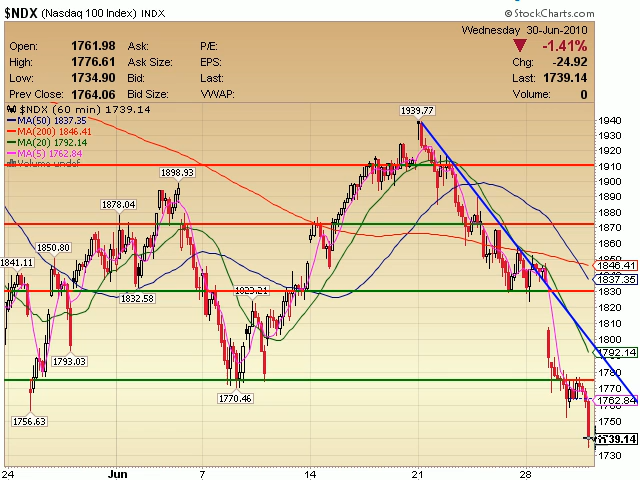 $NDX (Nasdaq 100 Index) INDX
© StockCharts.com
Wednesday 30-Jun-2010
Open: 1761.98 Ask: P/E: -1.41%
High: 1776.61 Ask Size: EPS: Chg: -24.92
Low: 1734.90 Bid: Last: Last: 1739.14
Prev Close: 1764.06 Bid Size: VWAP: Volume: 0
$NDX (60 min) 1739.14
MA(50) 1837.35
MA(200) 1846.41
MA(20) 1792.14
MA(5) 1762.84
Volume undef
1939.77
1898.93
1878.04
1850.80
1841.11
1832.58
1793.03
1770.46
1756.63
1940
1930
1920
1910
1900
1890
1880
1870
1860
1846.41
1837.35
1830
1820
1810
1800
1792.14
1780
1770
1762.84
1750
1739.14
1730
24 Jun 7 14 21 28